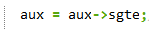 aux = aux->sgte;